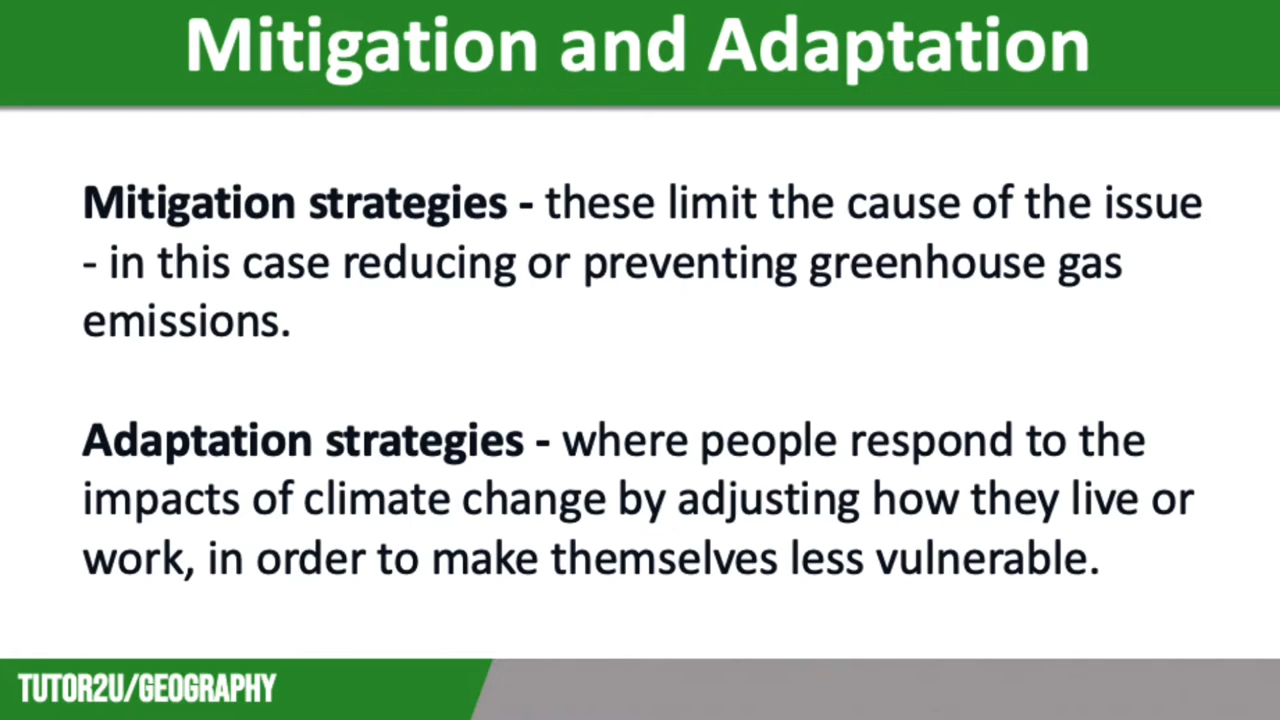 Mitigation and Adaptation
Mitigation strategies - these limit the cause of the issue
- in this case reducing or preventing greenhouse gas
emissions.
Adaptation strategies - where people respond to the
impacts of climate change by adjusting how they live or
work, in order to make themselves less vulnerable.
TUTOR2U/GEOGRAPHY